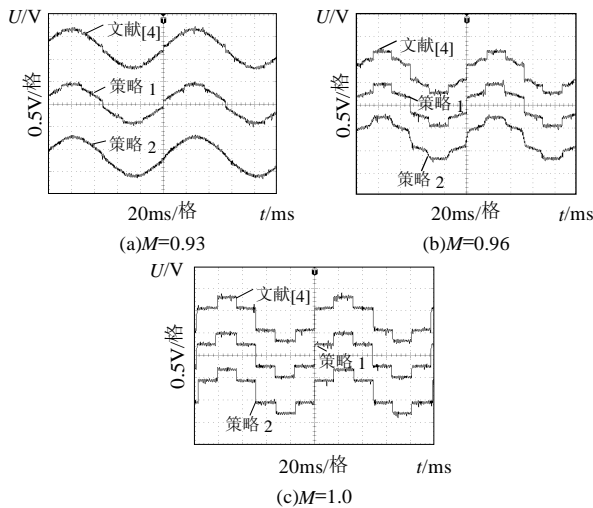 U/V
文献[4]
策略 1
策略 2
0.5V/格
20ms/格
t/ms
(a)M=0.93
U/V
文献[4]
策略 1
策略 2
0.5V/格
20ms/格
t/ms
(b)M=0.96
U/V
文献[4]
策略 1
策略 2
0.5V/格
20ms/格
t/ms
(c)M=1.0